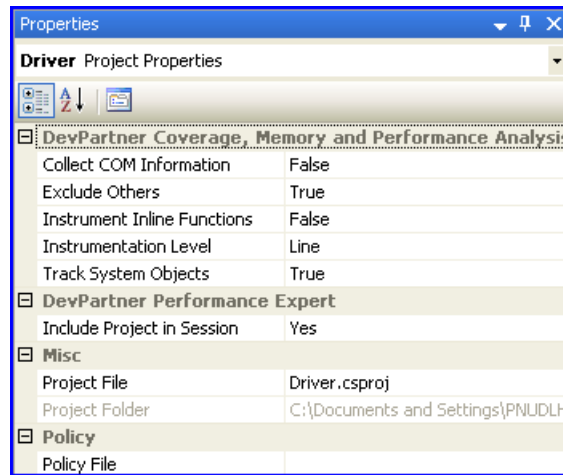 Properties
Driver Project Properties
DevPartner Coverage, Memory and Performance Analysis
Collect COM Information False
Exclude Others True
Instrument Inline Functions False
Instrumentation Level Line
Track System Objects True
DevPartner Performance Expert
Include Project in Session Yes
Misc
Project File Driver.csproj
Project Folder C:\Documents and Settings\PNUDLH
Policy
Policy File